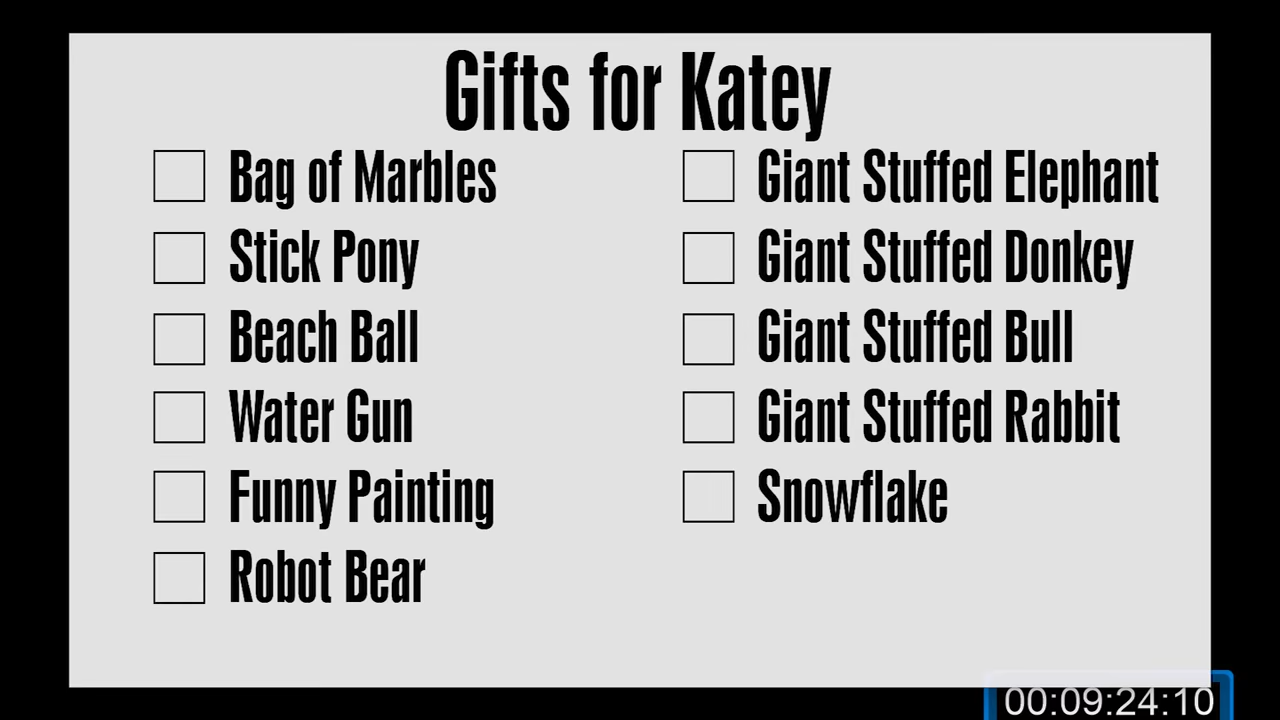 Gifts for Katey
Bag of Marbles
Stick Pony
Beach Ball
Water Gun
Funny Painting
Robot Bear
Giant Stuffed Elephant
Giant Stuffed Donkey
Giant Stuffed Bull
Giant Stuffed Rabbit
Snowflake
00:09:24:10